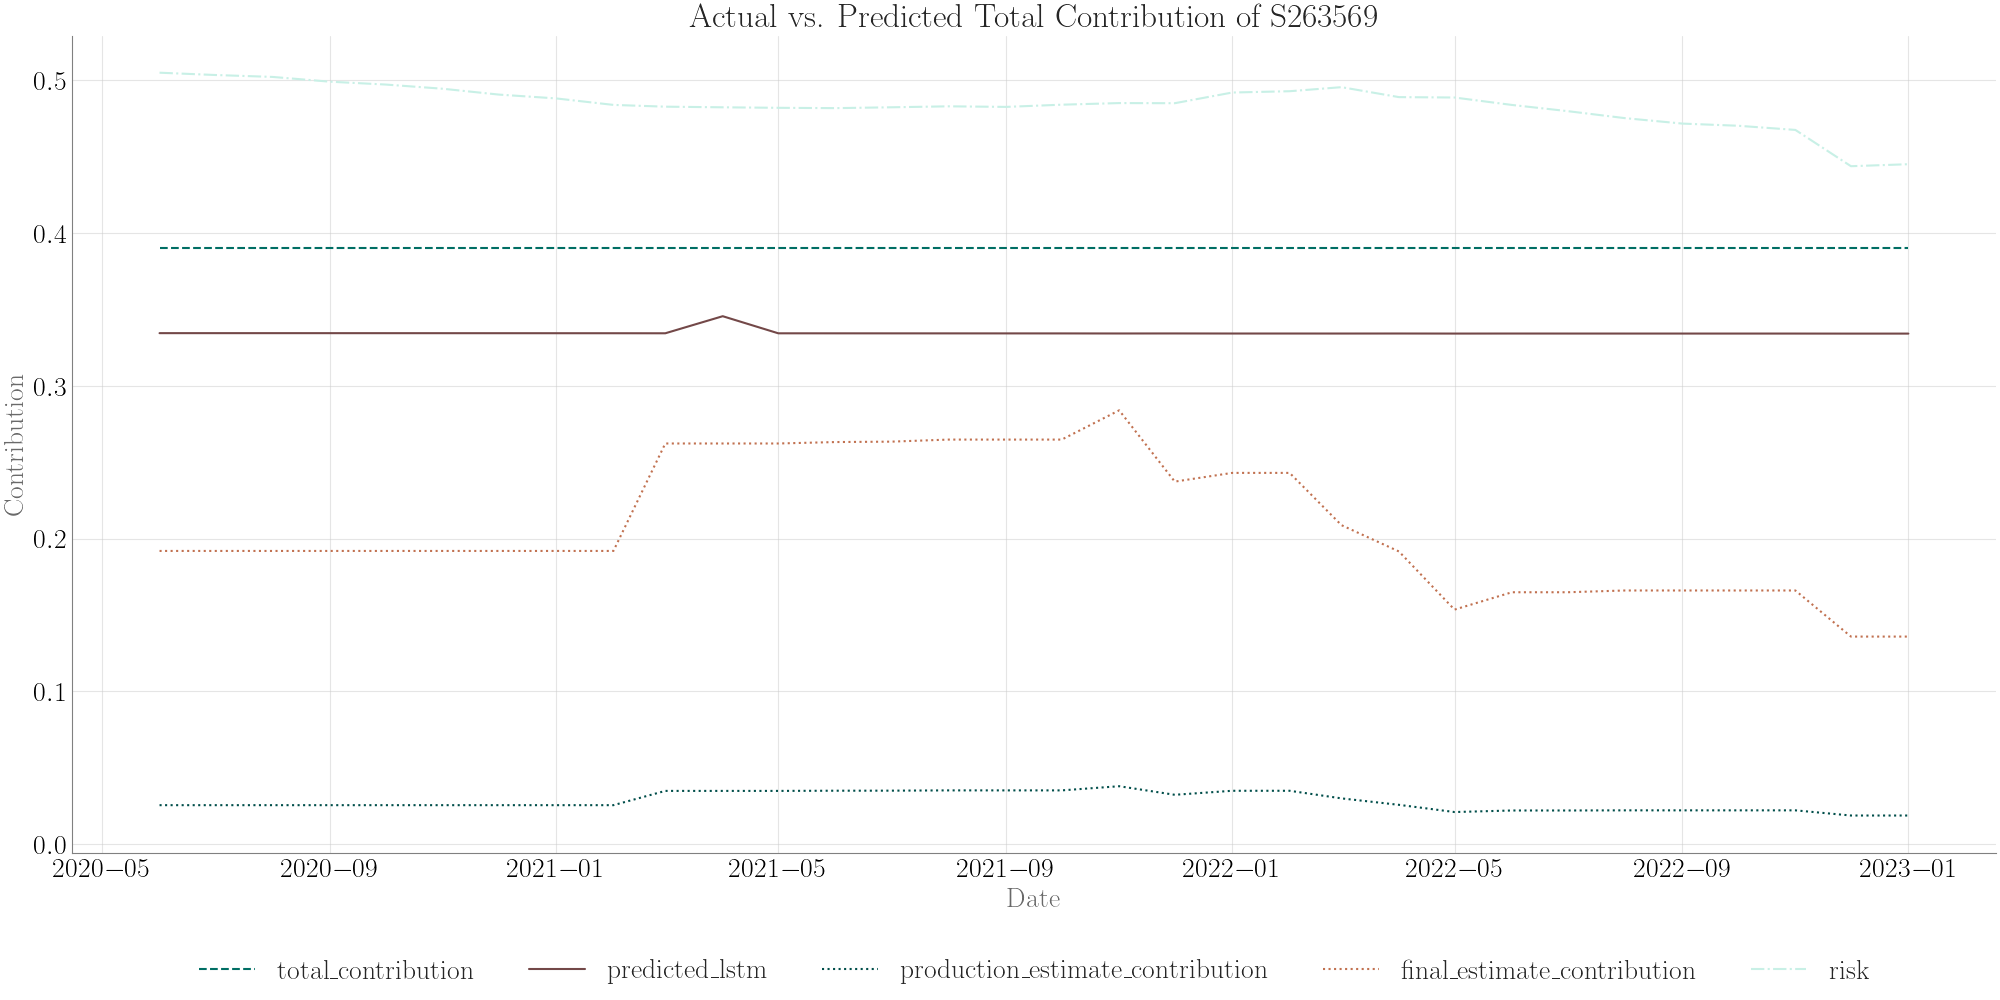 Actual vs. Predicted Total Contribution of S263569
0.5
0.4
0.3
0.2
0.1
0.0
Contribution
2020−05 2020−09 2021−01 2021−05 2021−09 2022−01 2022−05 2022−09 2023−01
Date
total_contribution predicted_lstm production_estimate_contribution final_estimate_contribution risk